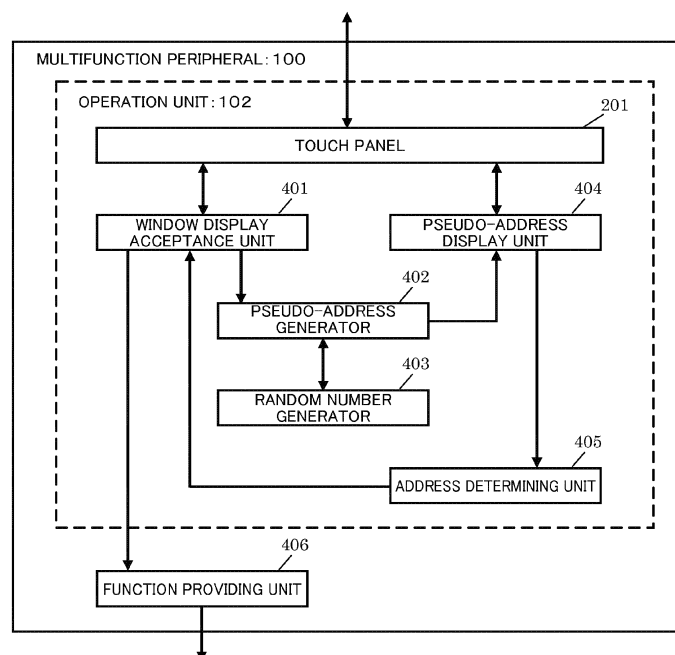 MULTIFUNCTION PERIPHERAL:100
OPERATION UNIT:102
201
TOUCH PANEL
401
404
WINDOW DISPLAY
ACCEPTANCE UNIT
PSEUDO-ADDRESS
DISPLAY UNIT
402
PSEUDO-ADDRESS
GENERATOR
403
RANDOM NUMBER
GENERATOR
405
ADDRESS DETERMINING UNIT
406
FUNCTION PROVIDING UNIT